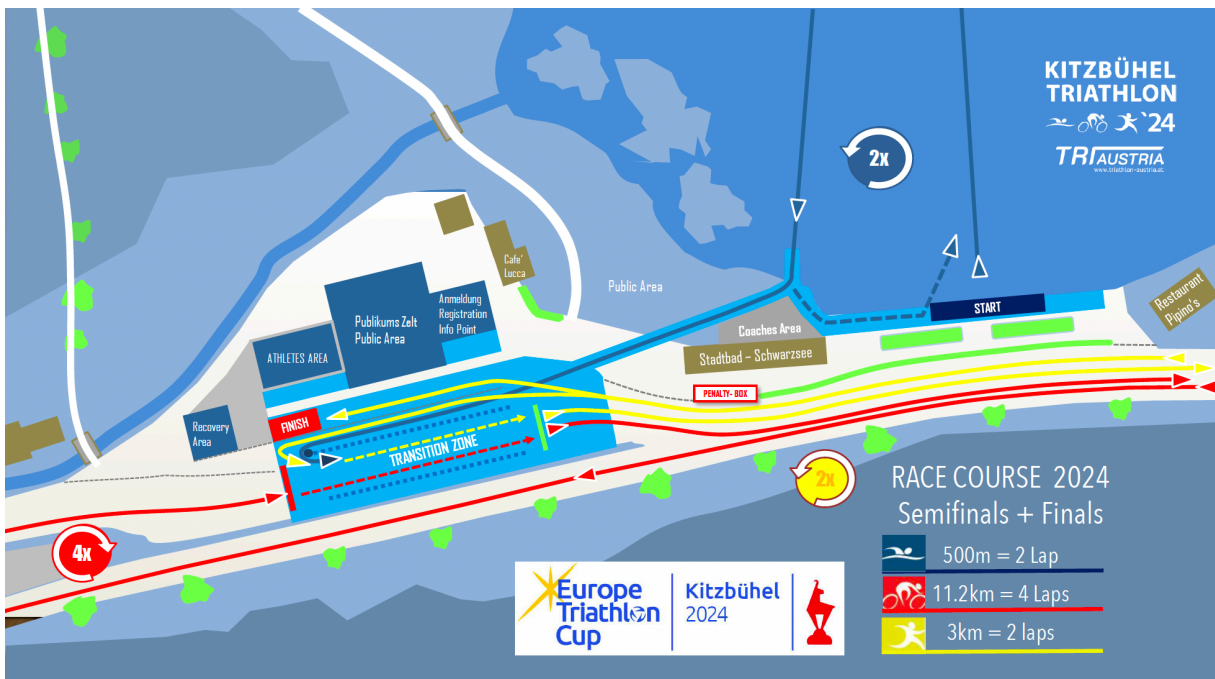 KITZBÜHEL
TRIATHLON
`24
TRIAUSTRIA
www.triathlon-austria.at
2x
Cafe´
Lucca
Public Area
Anmeldung
Registration
Info Point
Publikums Zelt
Public Area
ATHLETES AREA
START
Restaurant
Pipino's
Coaches Area
Stadtbad – Schwarzsee
PENALTY- BOX
FINISH
Recovery
Area
TRANSITION ZONE
2x
4x
RACE COURSE 2024
Semifinals + Finals
500m = 2 Lap
11.2km = 4 Laps
3km = 2 laps
Europe
Triathlon
Cup
Kitzbühel
2024